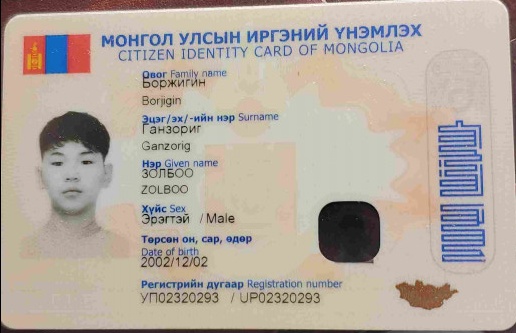 МОНГОЛ УЛСЫН ИРГЭНИЙ ҮНЭМЛЭХ
CITIZEN IDENTITY CARD OF MONGOLIA
Овог Family name
Боржигин
Borjigin
Эцэг/эх/-ийн нэр Surname
Ганзориг
Ganzorig
Нэр Given name
ЗОЛБОО
ZOLBOO
Хүйс Sex
Эрэгтэй / Male
Төрсөн он, сар, өдөр
Date of birth
2002/12/02
Регистрийн дугаар Registration number
УП02320293 / UP02320293